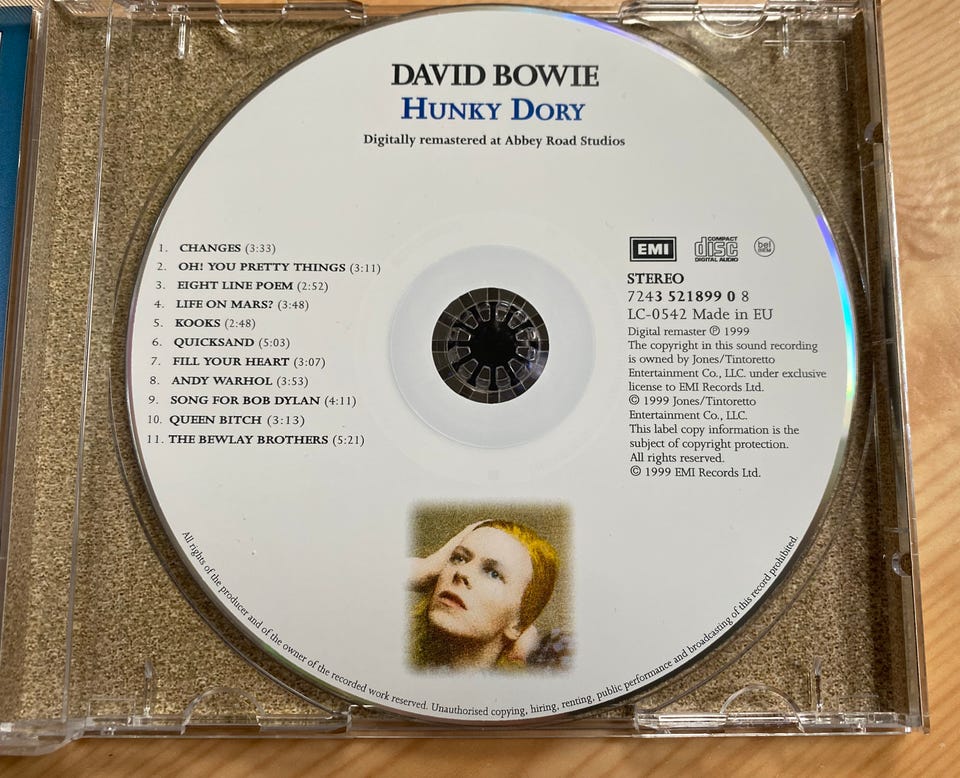 DAVID BOWIE
HUNKY DORY
Digitally remastered at Abbey Road Studios
1. CHANGES (3:33)
2. OH! YOU PRETTY THINGS (3:11)
3. EIGHT LINE POEM (2:52)
4. LIFE ON MARS? (3:48)
5. KOOKS (2:48)
6. QUICKSAND (5:03)
7. FILL YOUR HEART (3:07)
8. ANDY WARHOL (3:53)
9. SONG FOR BOB DYLAN (4:11)
10. QUEEN BITCH (3:13)
11. THE BEWLAY BROTHERS (5:21)
EMI
COMPACT
disc
DIGITAL AUDIO
bel
BIEM
STEREO
7243 521899 0 8
LC-0542 Made in EU
Digital remaster ℗ 1999
The copyright in this sound recording
is owned by Jones/Tintoretto
Entertainment Co., LLC. under exclusive
license to EMI Records Ltd.
© 1999 Jones/Tintoretto
Entertainment Co., LLC.
This label copy information is the
subject of copyright protection.
All rights reserved.
© 1999 EMI Records Ltd.
All rights of the producer and of the owner of the recorded work reserved. Unauthorised copying, hiring, renting, public performance and broadcasting of this record prohibited.